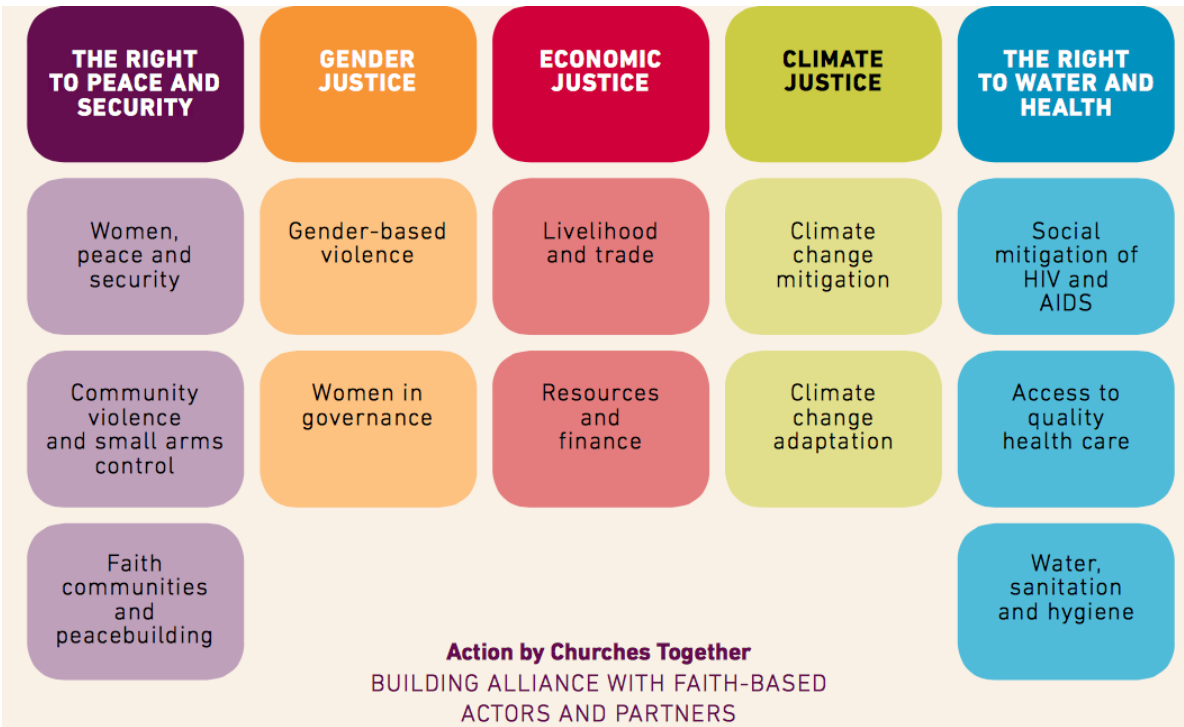 THE RIGHT
TO PEACE AND
SECURITY
GENDER
JUSTICE
ECONOMIC
JUSTICE
CLIMATE
JUSTICE
THE RIGHT
TO WATER AND
HEALTH
Women,
peace and
security
Gender-based
violence
Livelihood
and trade
Climate
change
mitigation
Social
mitigation of
HIV and
AIDS
Community
violence
and small arms
control
Women in
governance
Resources
and
finance
Climate
change
adaptation
Access to
quality
health care
Faith
communities
and
peacebuilding
Water,
sanitation
and hygiene
Action by Churches Together
BUILDING ALLIANCE WITH FAITH-BASED
ACTORS AND PARTNERS